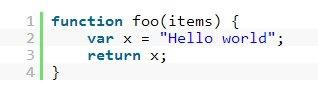 1 function foo(items) {
2     var x = "Hello world";
3     return x;
4 }